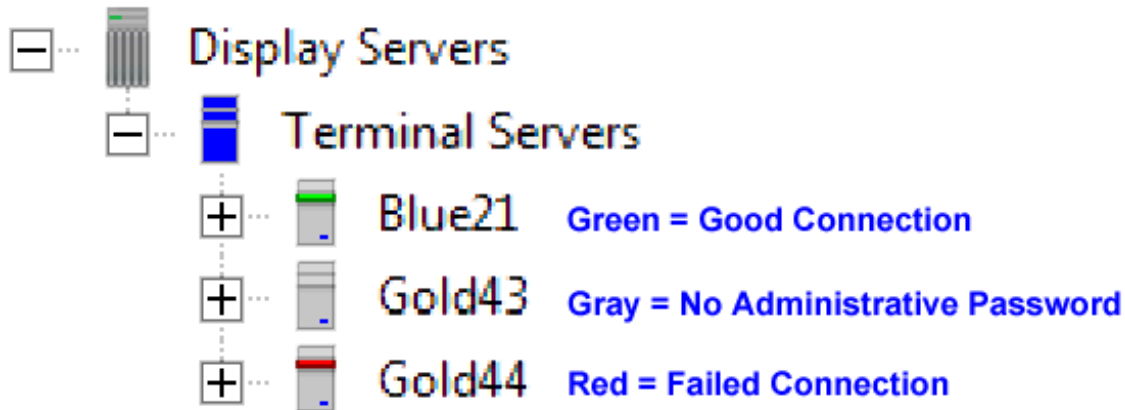 Display Servers
Terminal Servers
Blue21 Green = Good Connection
Gold43 Gray = No Administrative Password
Gold44 Red = Failed Connection